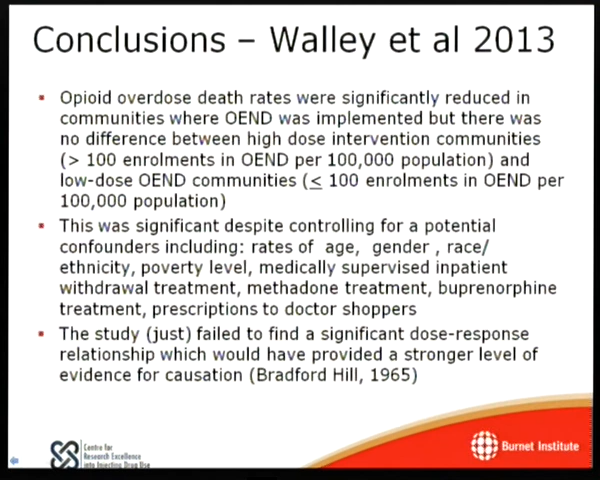 Conclusions – Walley et al 2013
Opioid overdose death rates were significantly reduced in
communities where OEND was implemented but there was
no difference between high dose intervention communities
(> 100 enrolments in OEND per 100,000 population) and
low-dose OEND communities (≤ 100 enrolments in OEND per
100,000 population)
This was significant despite controlling for a potential
confounders including: rates of age, gender , race/
ethnicity, poverty level, medically supervised inpatient
withdrawal treatment, methadone treatment, buprenorphine
treatment, prescriptions to doctor shoppers
The study (just) failed to find a significant dose-response
relationship which would have provided a stronger level of
evidence for causation (Bradford Hill, 1965)
Centre for
Research Excellence
into Injecting Drug Use
Burnet Institute